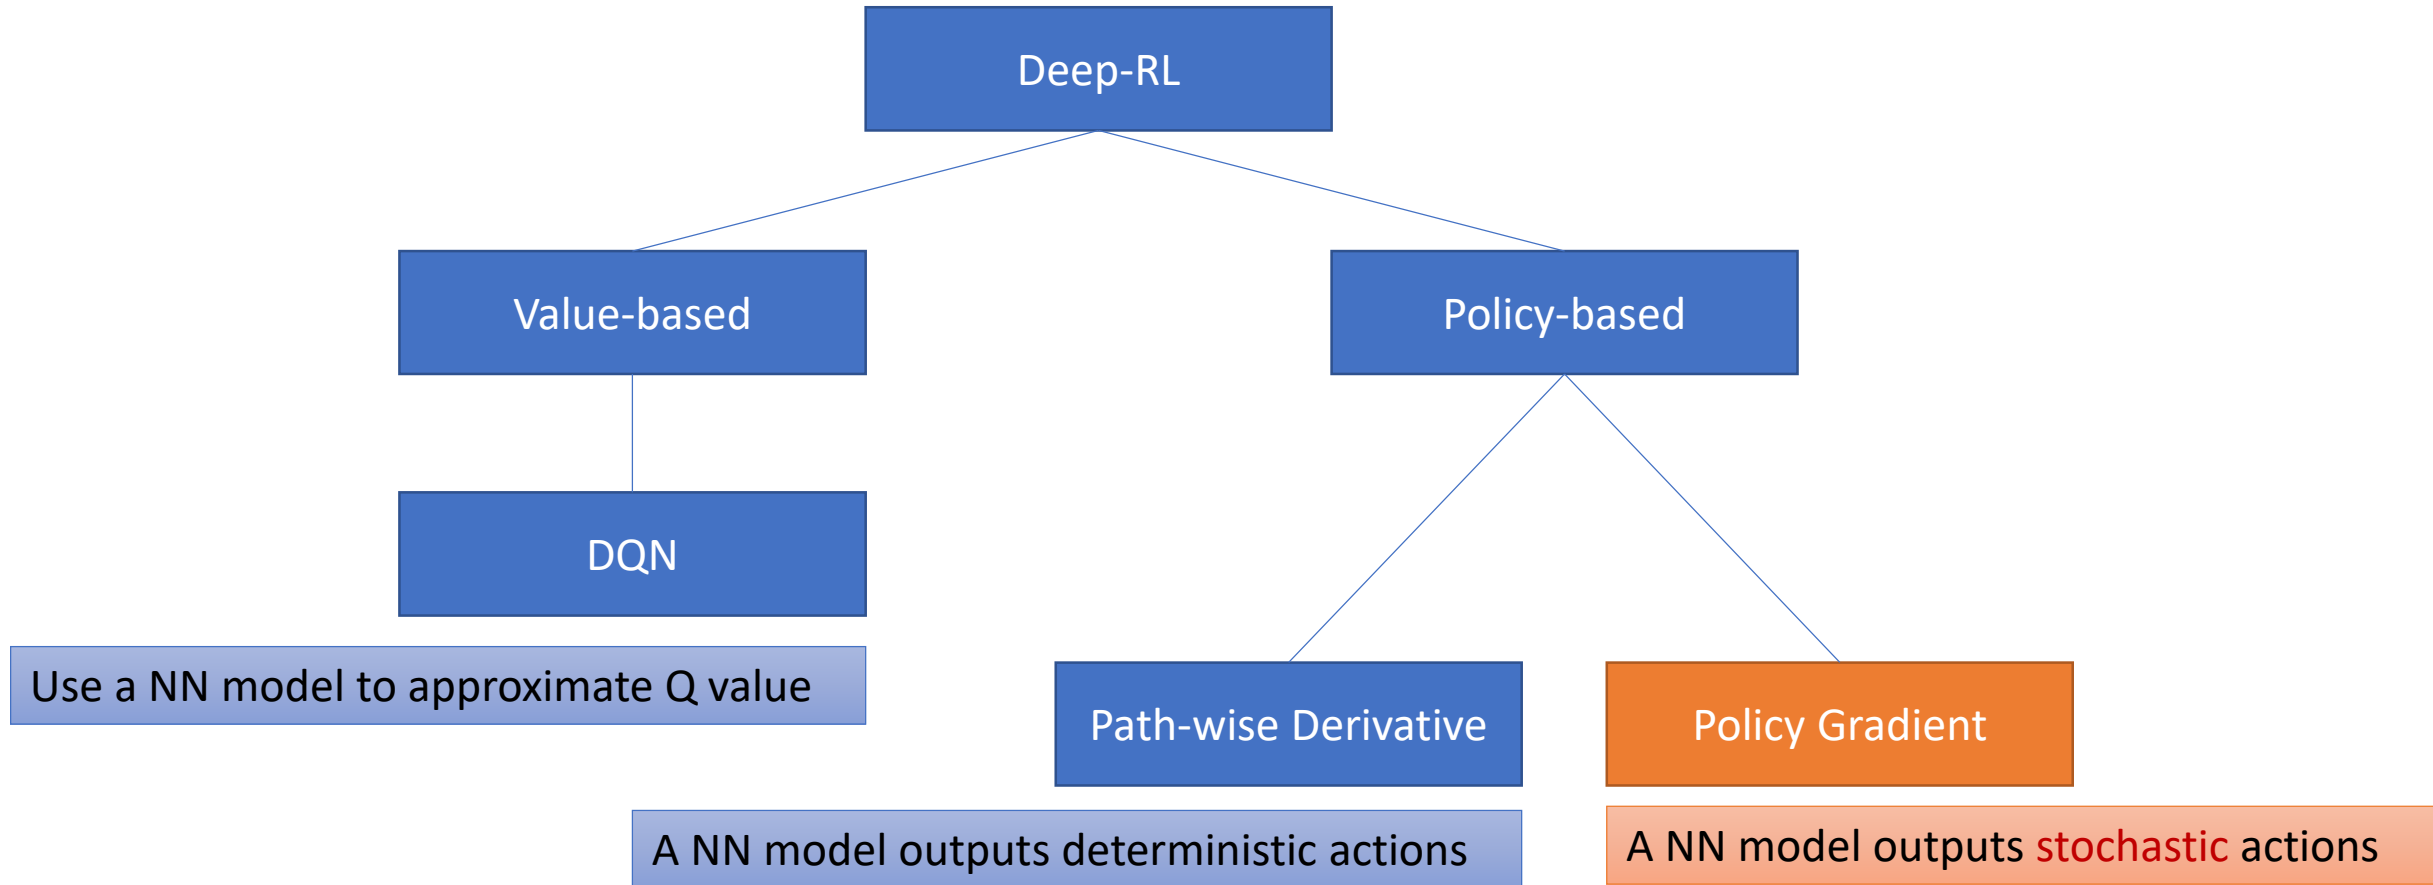 Deep-RL
Value-based
Policy-based
DQN
Use a NN model to approximate Q value
Path-wise Derivative
Policy Gradient
A NN model outputs deterministic actions
A NN model outputs stochastic actions